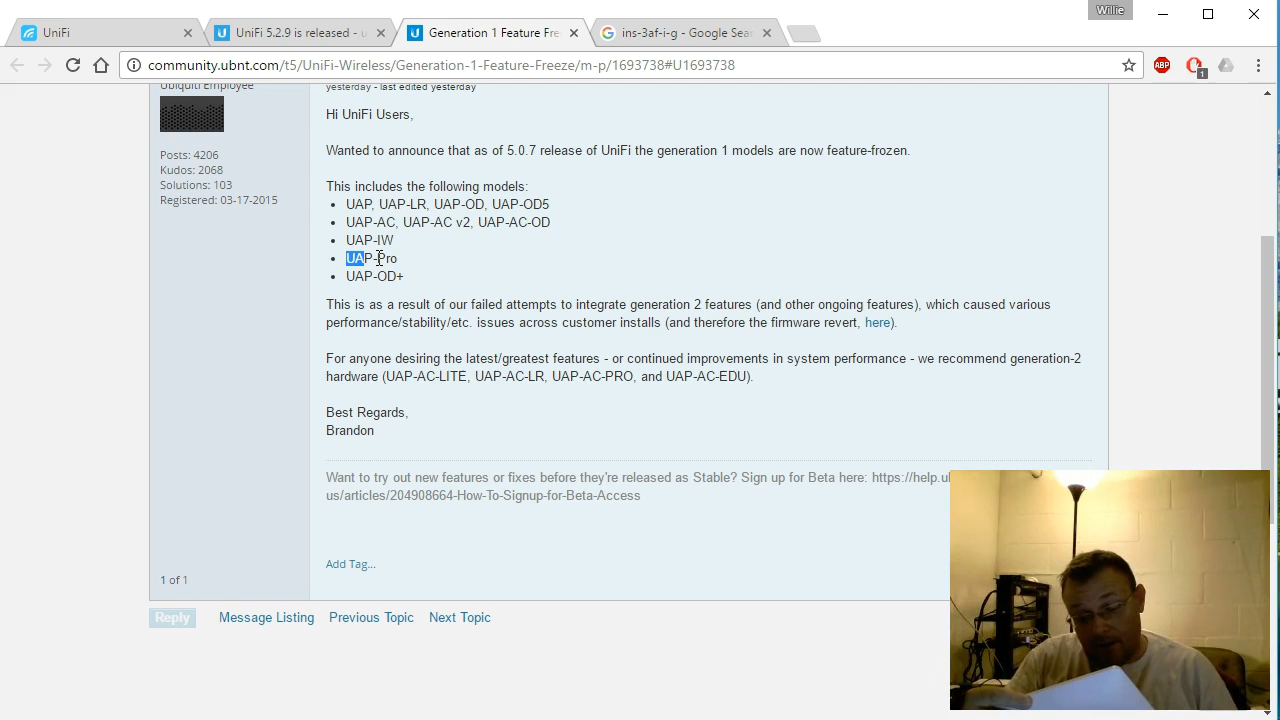 Willie
UniFi
UniFi 5.2.9 is released - u
Generation 1 Feature Fre
ins-3af-i-g - Google Sear
community.ubnt.com/t5/UniFi-Wireless/Generation-1-Feature-Freeze/m-p/1693738#U1693738
ABP
1
Ubiquiti Employee
Posts: 4206
Kudos: 2068
Solutions: 103
Registered: 03-17-2015
yesterday - last edited yesterday
Hi UniFi Users,
Wanted to announce that as of 5.0.7 release of UniFi the generation 1 models are now feature-frozen.
This includes the following models:
• UAP, UAP-LR, UAP-OD, UAP-OD5
• UAP-AC, UAP-AC v2, UAP-AC-OD
• UAP-IW
• UAP-Pro
• UAP-OD+
This is as a result of our failed attempts to integrate generation 2 features (and other ongoing features), which caused various
performance/stability/etc. issues across customer installs (and therefore the firmware revert, here).
For anyone desiring the latest/greatest features - or continued improvements in system performance - we recommend generation-2
hardware (UAP-AC-LITE, UAP-AC-LR, UAP-AC-PRO, and UAP-AC-EDU).
Best Regards,
Brandon
Want to try out new features or fixes before they're released as Stable? Sign up for Beta here: https://help.u
us/articles/204908664-How-To-Signup-for-Beta-Access
Add Tag...
1 of 1
Reply
Message Listing
Previous Topic
Next Topic